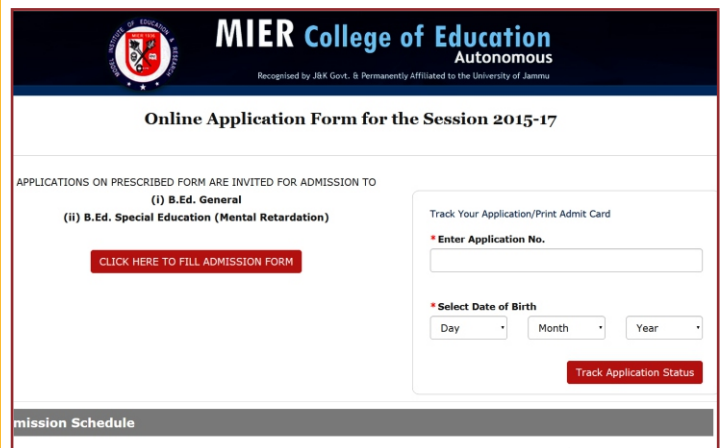 MIER College of Education
Autonomous
Recognised by J&K Govt. & Permanently Affiliated to the University of Jammu
Online Application Form for the Session 2015-17
APPLICATIONS ON PRESCRIBED FORM ARE INVITED FOR ADMISSION TO
(i) B.Ed. General
(ii) B.Ed. Special Education (Mental Retardation)
CLICK HERE TO FILL ADMISSION FORM
Track Your Application/Print Admit Card
*Enter Application No.
*Select Date of Birth
Day Month Year
Track Application Status
mission Schedule